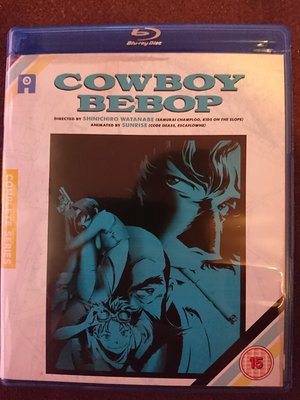 Blu-ray Disc
COWBOY
BEBOP
DIRECTED BY SHINICHIRO WATANABE (SAMURAI CHAMPLOO, KIDS ON THE SLOPE)
ANIMATED BY SUNRISE (CODE GEASS, ESCAFLOWNE)
COMPLETE SERIES
15